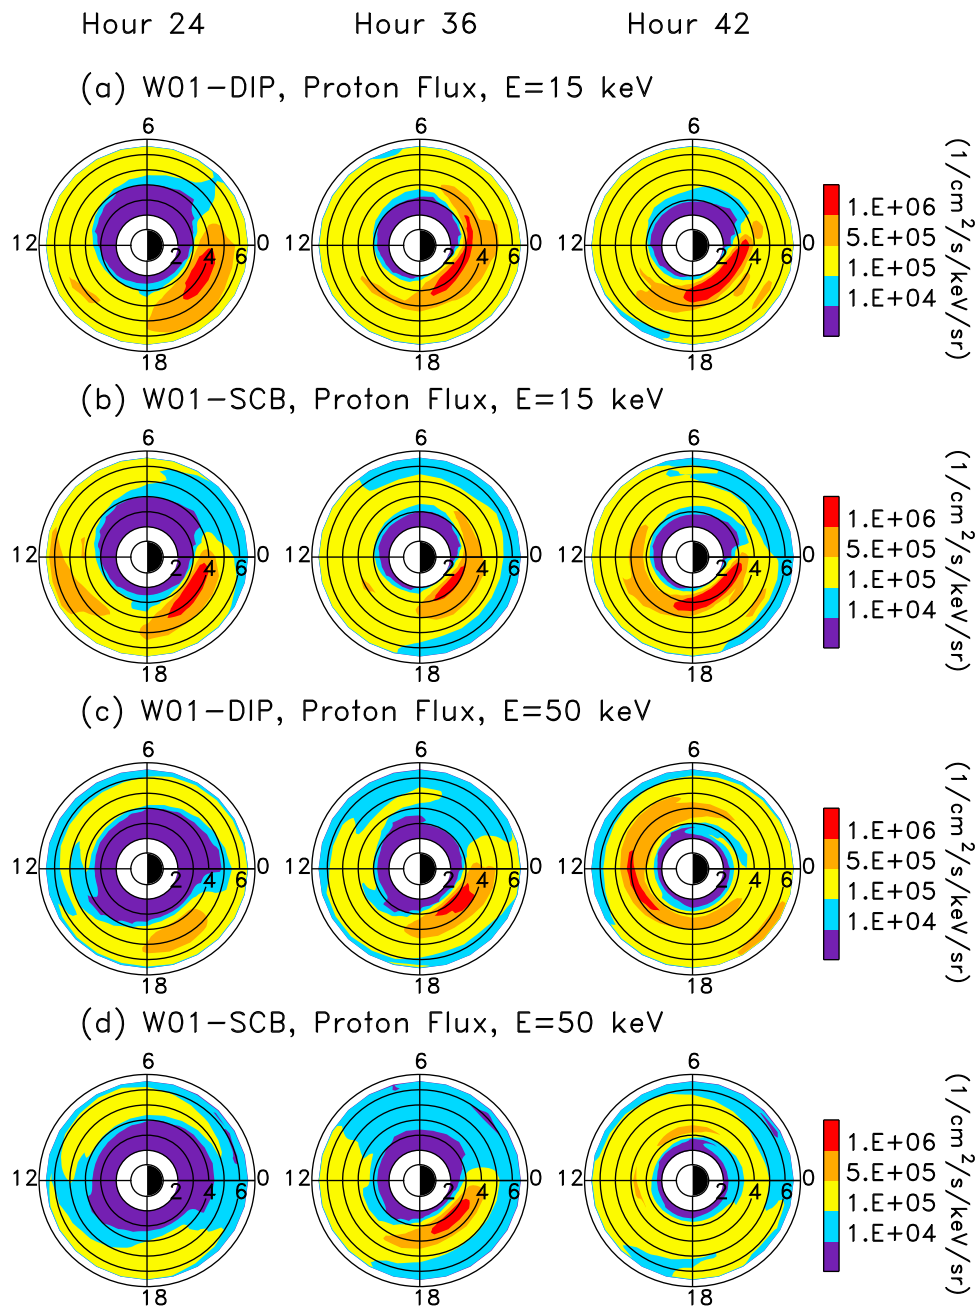 Hour 24 Hour 36 Hour 42
(a) W01-DIP, Proton Flux, E=15 keV
6 6 6
12 2 4 6 0 2 4 6 0 2 4 6 0
18 18 18
1.E+06
5.E+05
1.E+05
1.E+04
(1/cm²/s/keV/sr)
(b) W01-SCB, Proton Flux, E=15 keV
6 6 6
12 2 4 6 0 12 2 4 6 0 12 2 4 6 0
18 18 18
1.E+06
5.E+05
1.E+05
1.E+04
(1/cm²/s/keV/sr)
(c) W01-DIP, Proton Flux, E=50 keV
6 6 6
12 2 4 6 0 12 2 4 6 0 12 2 4 6 0
18 18 18
1.E+06
5.E+05
1.E+05
1.E+04
(1/cm²/s/keV/sr)
(d) W01-SCB, Proton Flux, E=50 keV
6 6 6
12 2 4 6 0 12 2 4 6 0 12 2 4 6 0
18 18 18
1.E+06
5.E+05
1.E+05
1.E+04
(1/cm²/s/keV/sr)